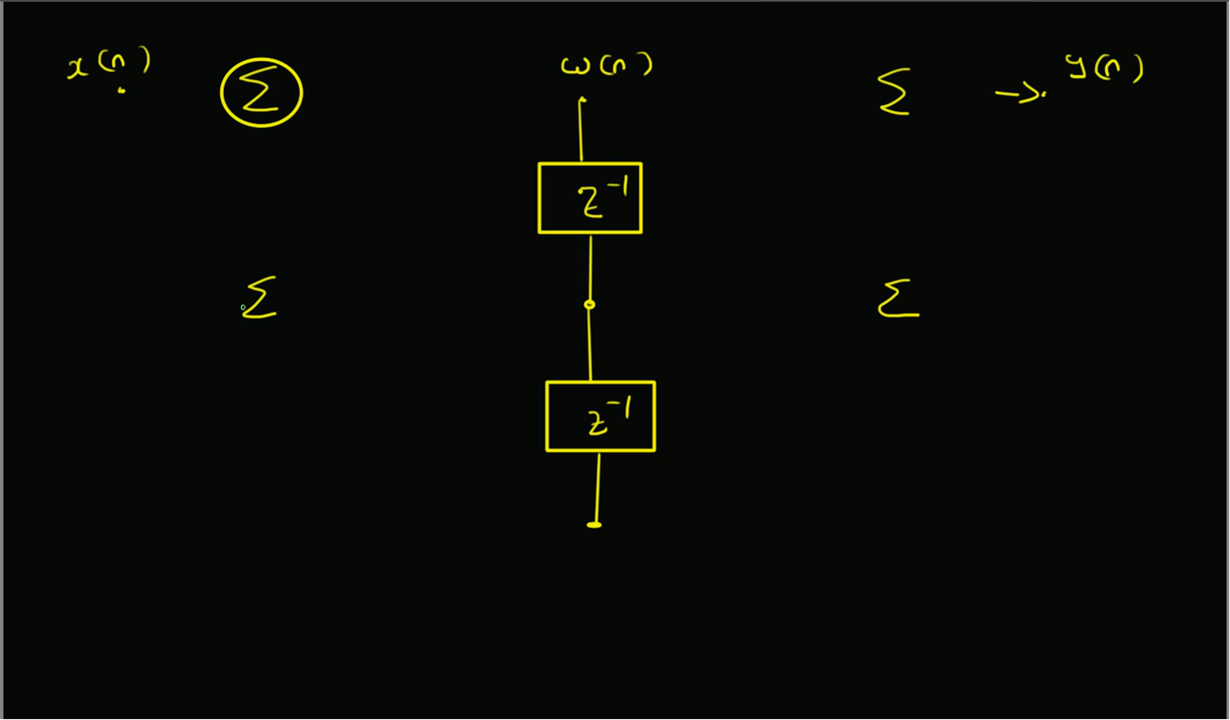 x(n) Σ ω(n) Σ → y(n)
z⁻¹
Σ Σ
z⁻¹